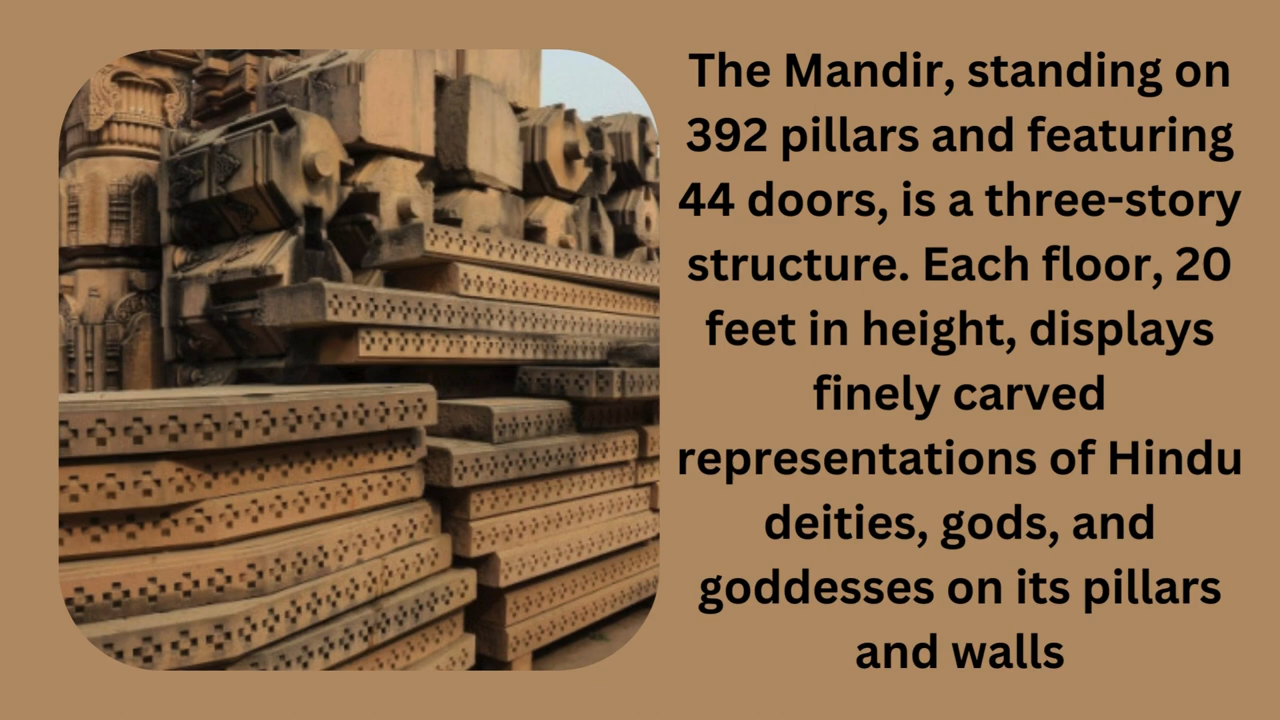 The Mandir, standing on
392 pillars and featuring
44 doors, is a three-story
structure. Each floor, 20
feet in height, displays
finely carved
representations of Hindu
deities, gods, and
goddesses on its pillars
and walls